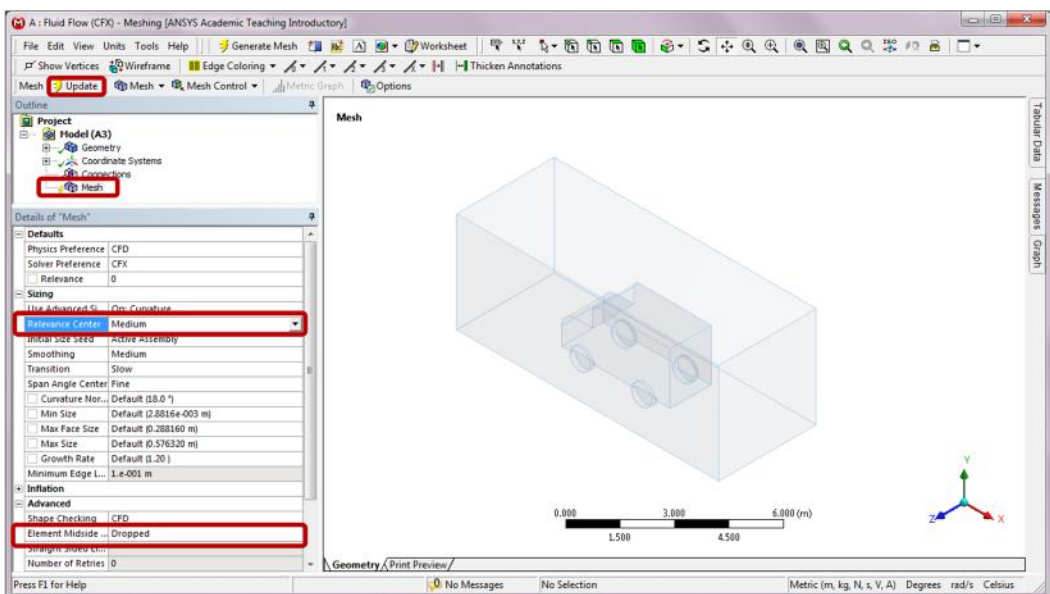 A : Fluid Flow (CFX) - Meshing [ANSYS Academic Teaching Introductory]
File Edit View Units Tools Help Generate Mesh A Worksheet
Show Vertices Wireframe Edge Coloring Thicken Annotations
Mesh Update Mesh Mesh Control Metric Graph Options
Outline
Project
Model (A3)
Geometry
Coordinate Systems
Connections
Mesh
Details of "Mesh"
Defaults
Physics Preference CFD
Solver Preference CFX
Relevance 0
Sizing
Use Advanced Si... On: Curvature
Relevance Center Medium
Initial Size Seed Active Assembly
Smoothing Medium
Transition Slow
Span Angle Center Fine
Curvature Nor... Default (18.0 °)
Min Size Default (2.8816e-003 m)
Max Face Size Default (0.288160 m)
Max Size Default (0.576320 m)
Growth Rate Default (1.20 )
Minimum Edge L... 1.e-001 m
Inflation
Advanced
Shape Checking CFD
Element Midside ... Dropped
Straight Sided El...
Number of Retries 0
Mesh
0.000 3.000 6.000 (m)
1.500 4.500
Y
Z X
Geometry Print Preview
Tabular Data
Messages
Graph
Press F1 for Help 0 No Messages No Selection Metric (m, kg, N, s, V, A) Degrees rad/s Celsius